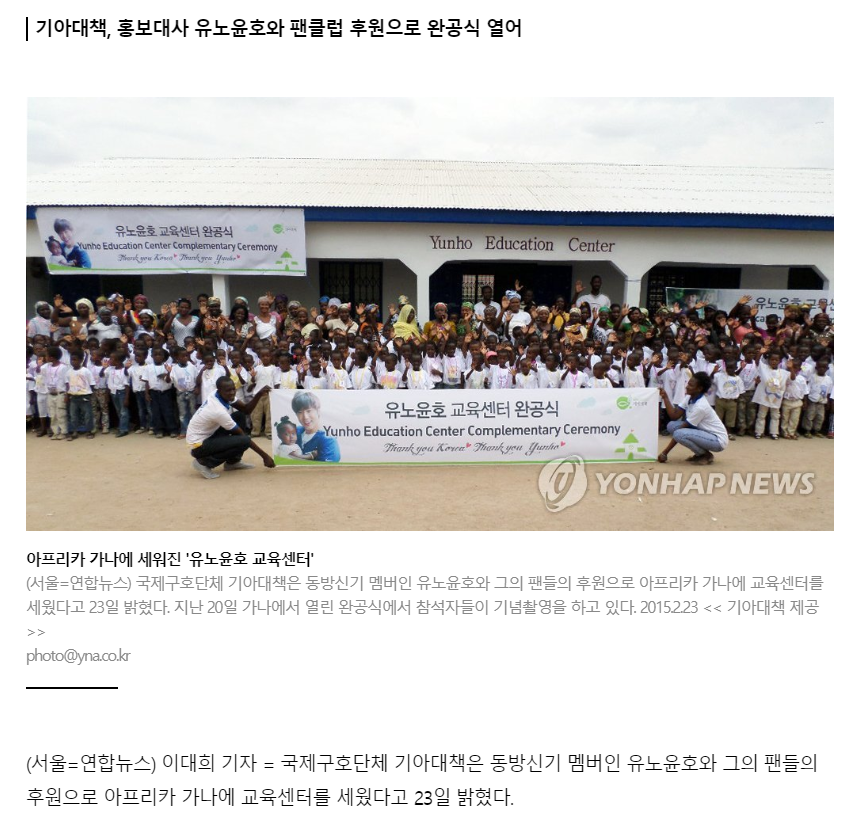 기아대책, 홍보대사 유노윤호와 팬클럽 후원으로 완공식 열어
유노윤호 교육센터 완공식
Yunho Education Center Complementary Ceremony
Thank you Korea Thank you Yunho
Yunho Education Center
유노윤호 교육센
유노윤호 교육센터 완공식
Yunho Education Center Complementary Ceremony
Thank you Korea Thank you Yunho
YONHAP NEWS
아프리카 가나에 세워진 '유노윤호 교육센터'
(서울=연합뉴스) 국제구호단체 기아대책은 동방신기 멤버인 유노윤호와 그의 팬들의 후원으로 아프리카 가나에 교육센터를
세웠다고 23일 밝혔다. 지난 20일 가나에서 열린 완공식에서 참석자들이 기념촬영을 하고 있다. 2015.2.23 << 기아대책 제공
>>
photo@yna.co.kr
(서울=연합뉴스) 이대희 기자 = 국제구호단체 기아대책은 동방신기 멤버인 유노윤호와 그의 팬들의
후원으로 아프리카 가나에 교육센터를 세웠다고 23일 밝혔다.